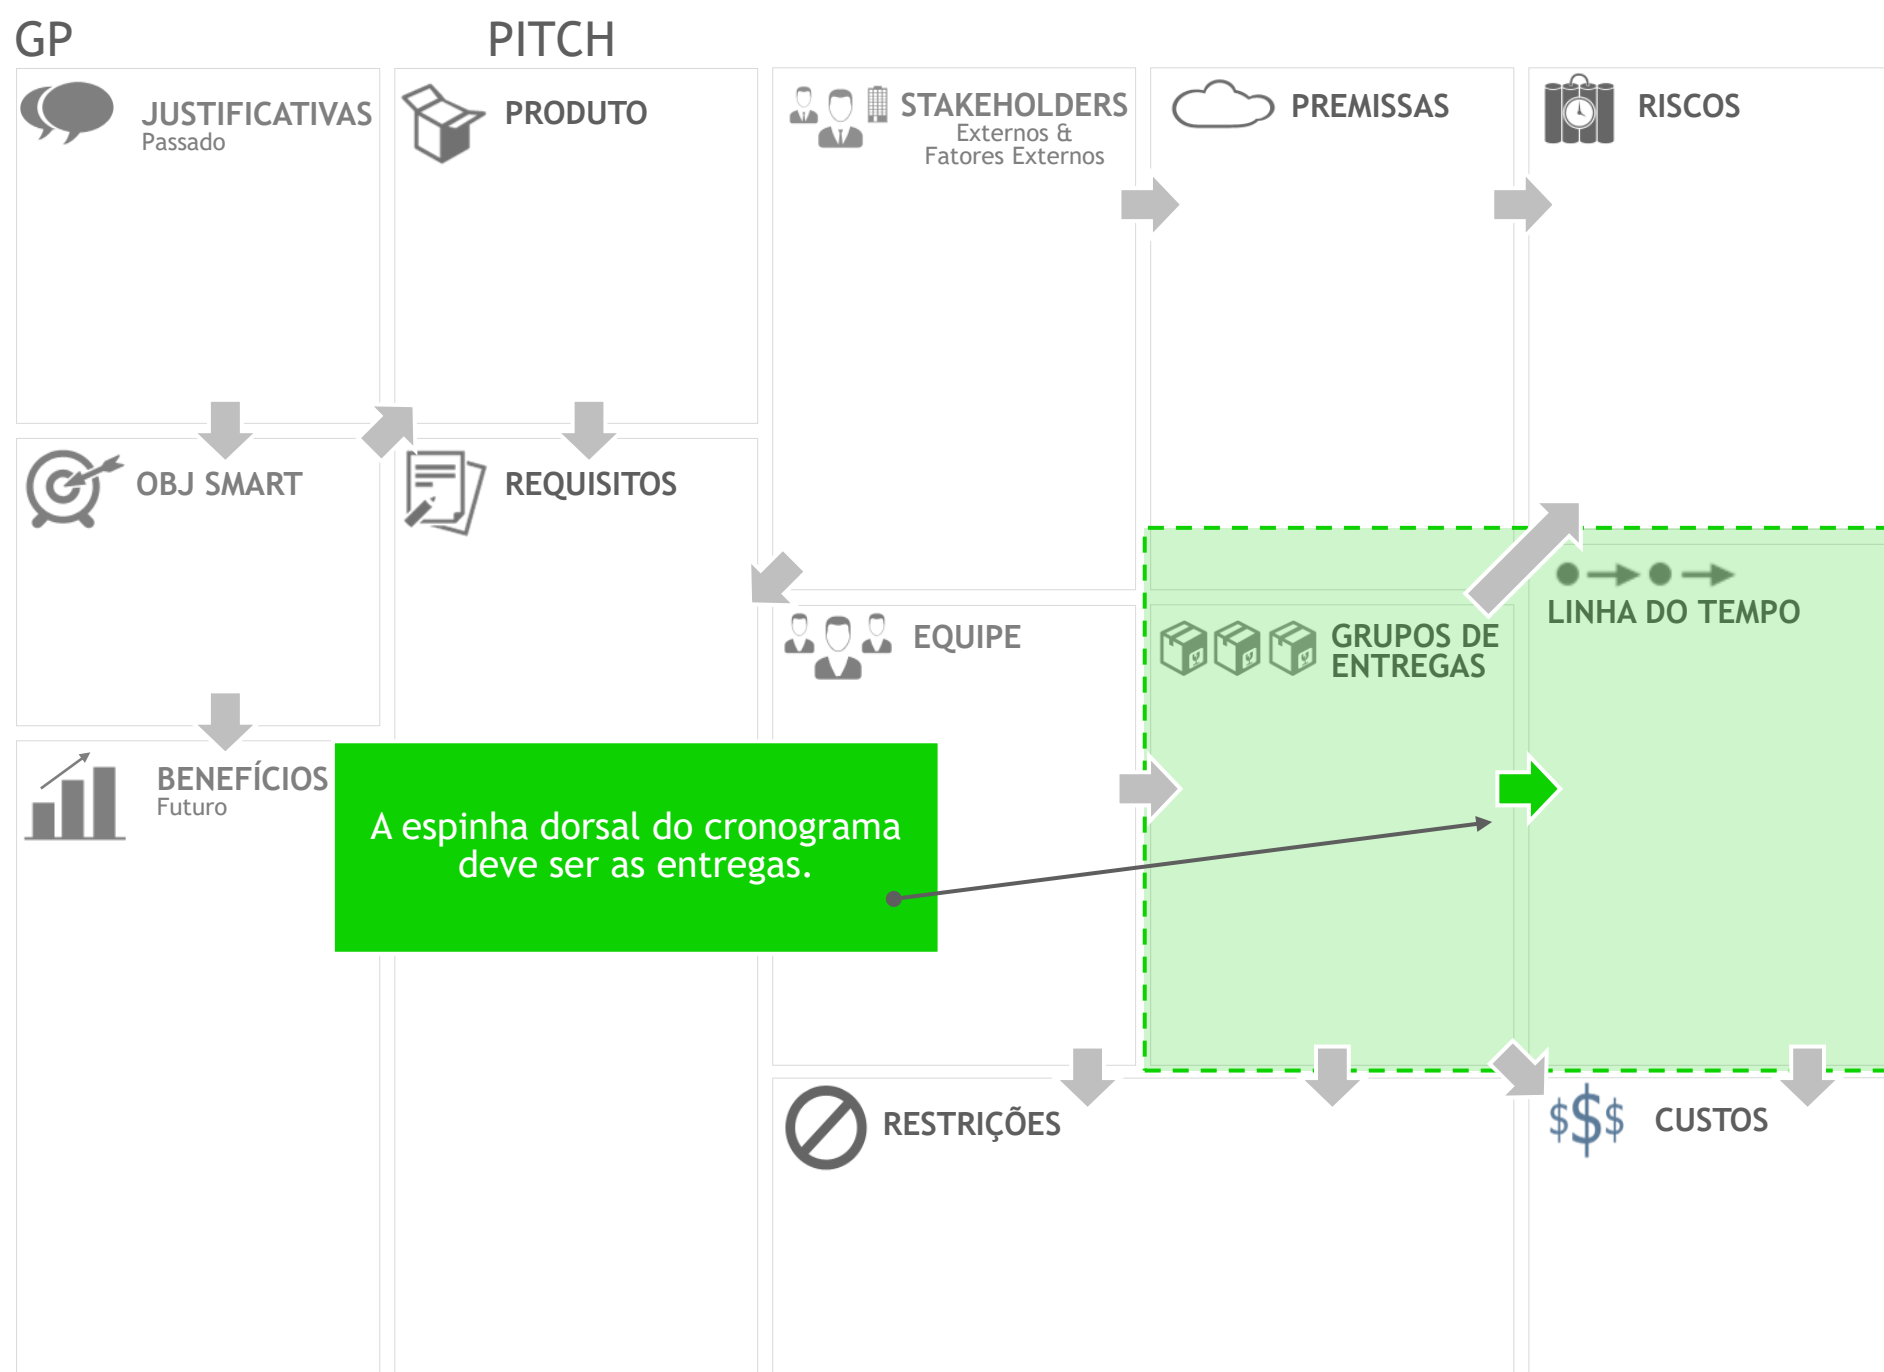 GP
PITCH
JUSTIFICATIVAS
Passado
PRODUTO
STAKEHOLDERS
Externos &
Fatores Externos
PREMISSAS
RISCOS
OBJ SMART
REQUISITOS
EQUIPE
GRUPOS DE
ENTREGAS
LINHA DO TEMPO
BENEFÍCIOS
Futuro
A espinha dorsal do cronograma
deve ser as entregas.
RESTRIÇÕES
$$$ CUSTOS